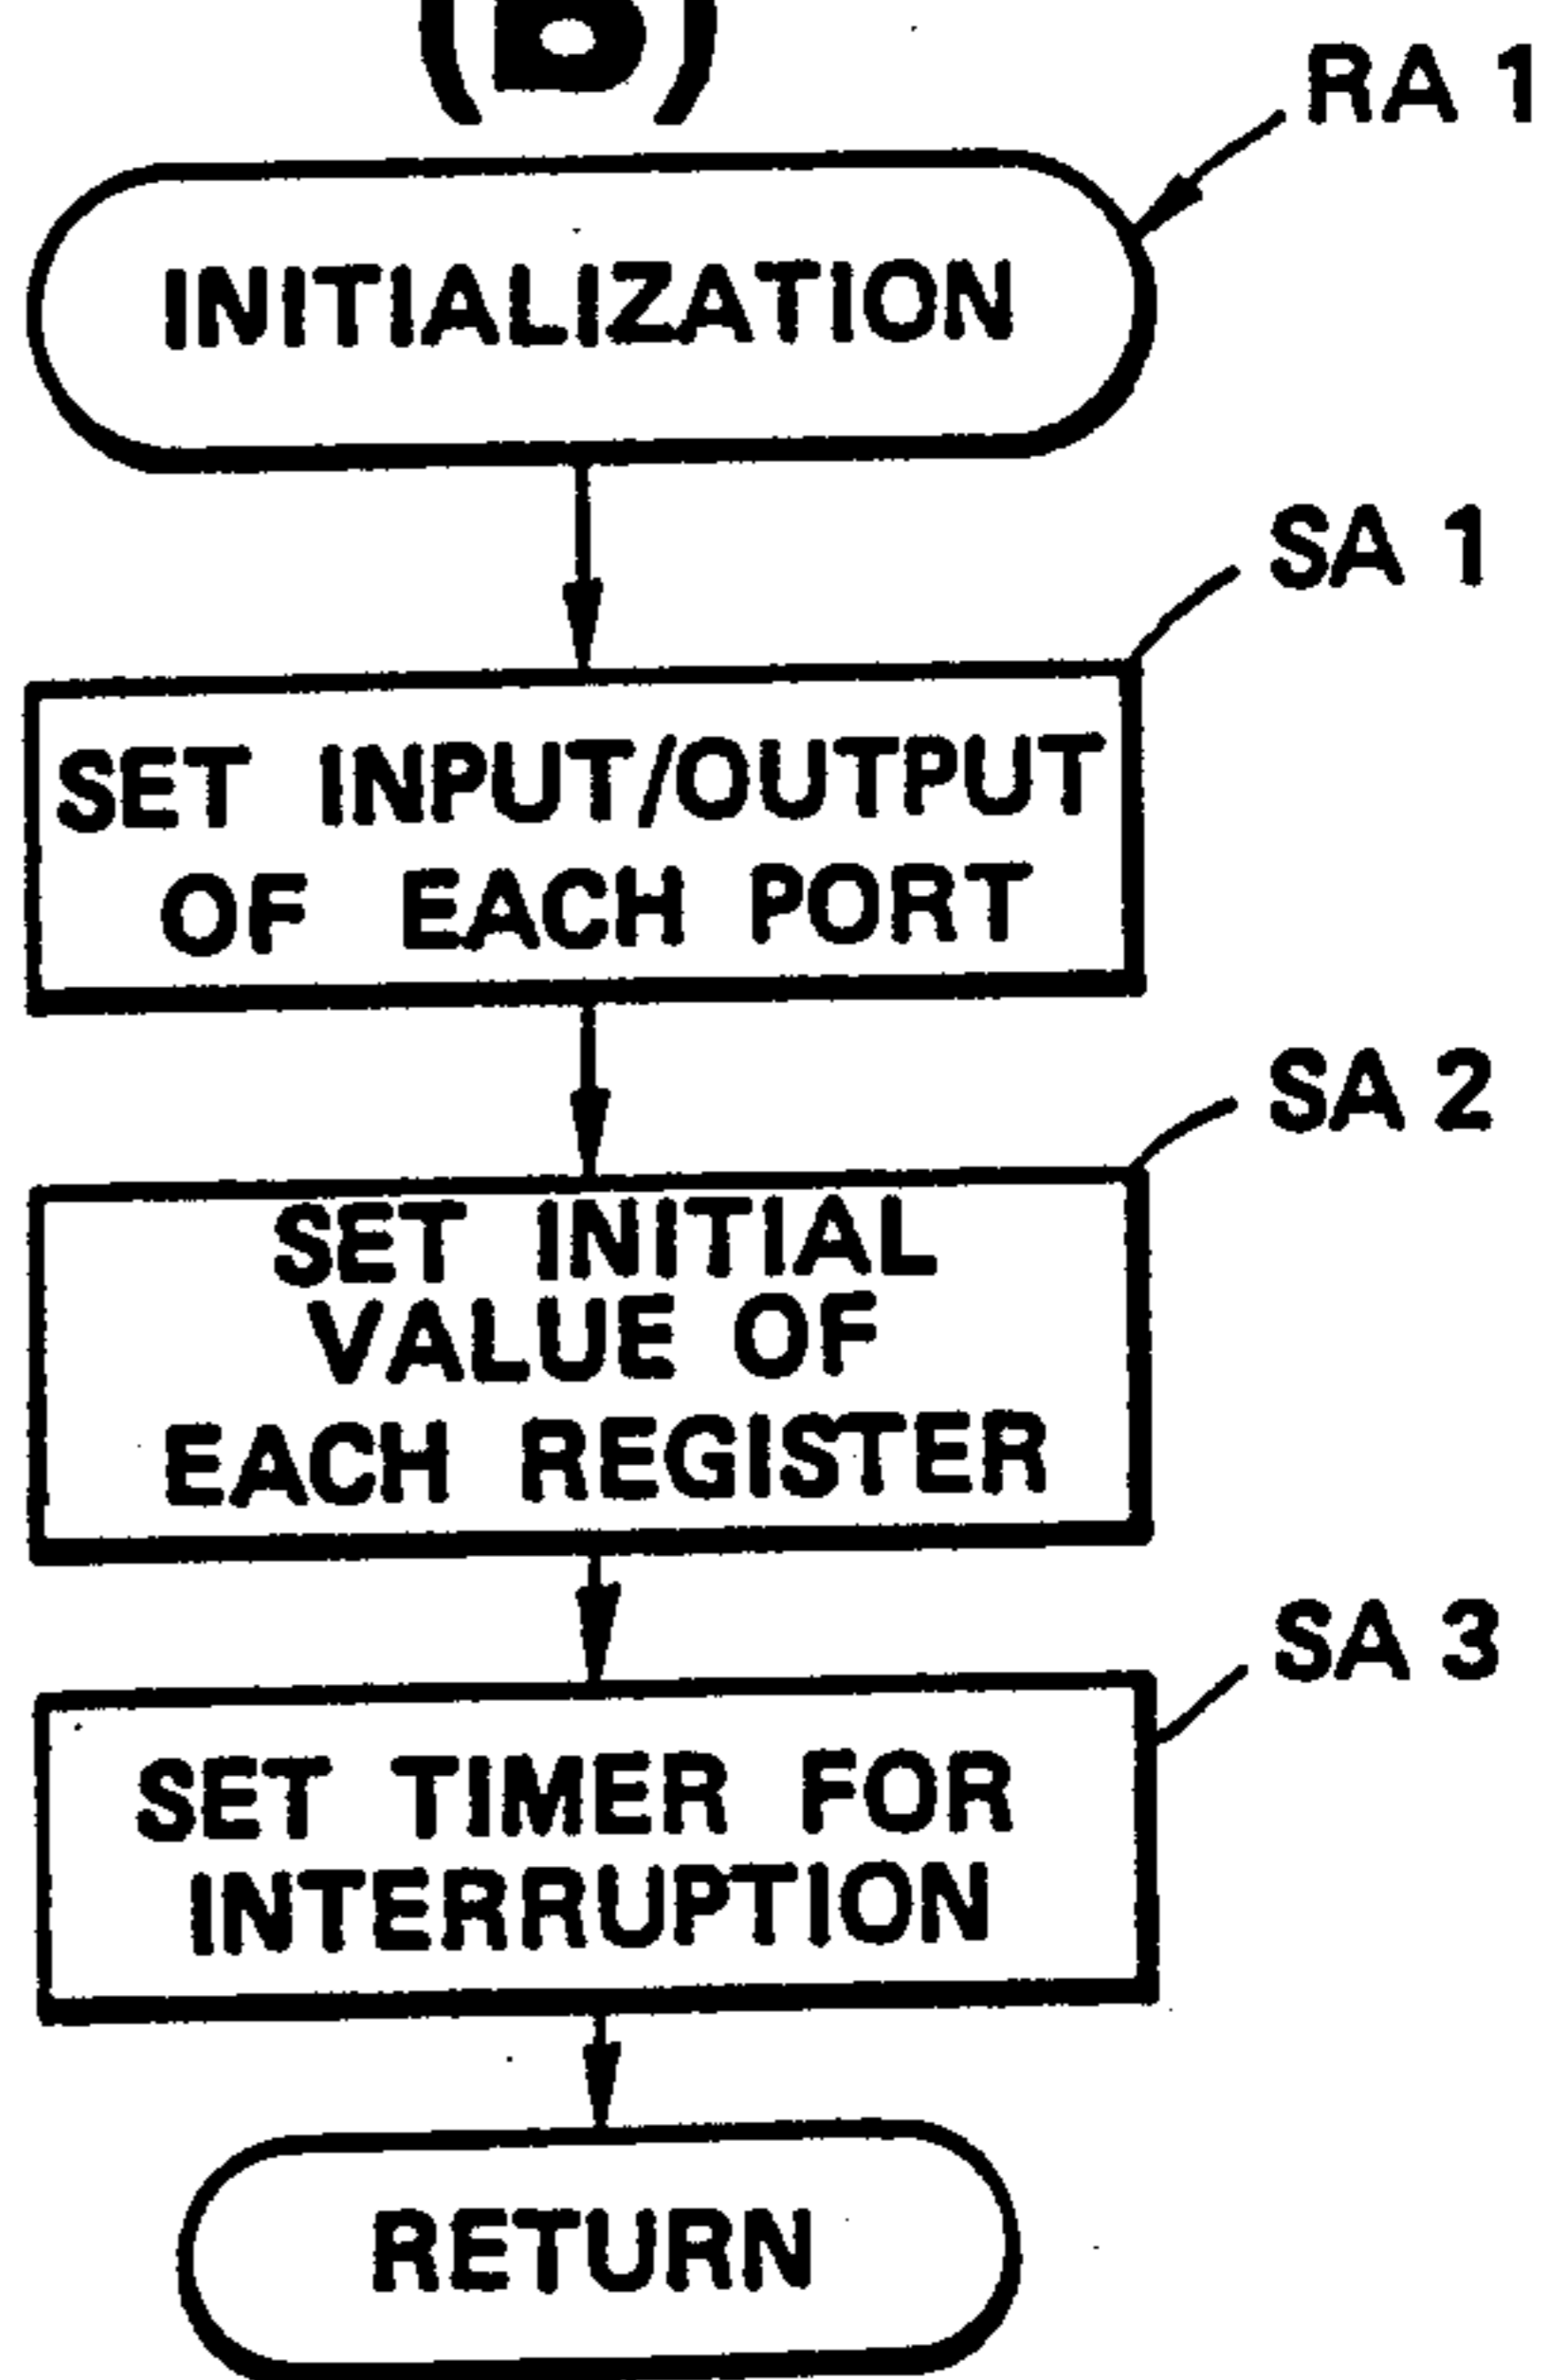 (B)
RA 1
INITIALIZATION
SA 1
SET INPUT/OUTPUT
OF EACH PORT
SA 2
SET INITIAL
VALUE OF
EACH REGISTER
SA 3
SET TIMER FOR
INTERRUPTION
RETURN